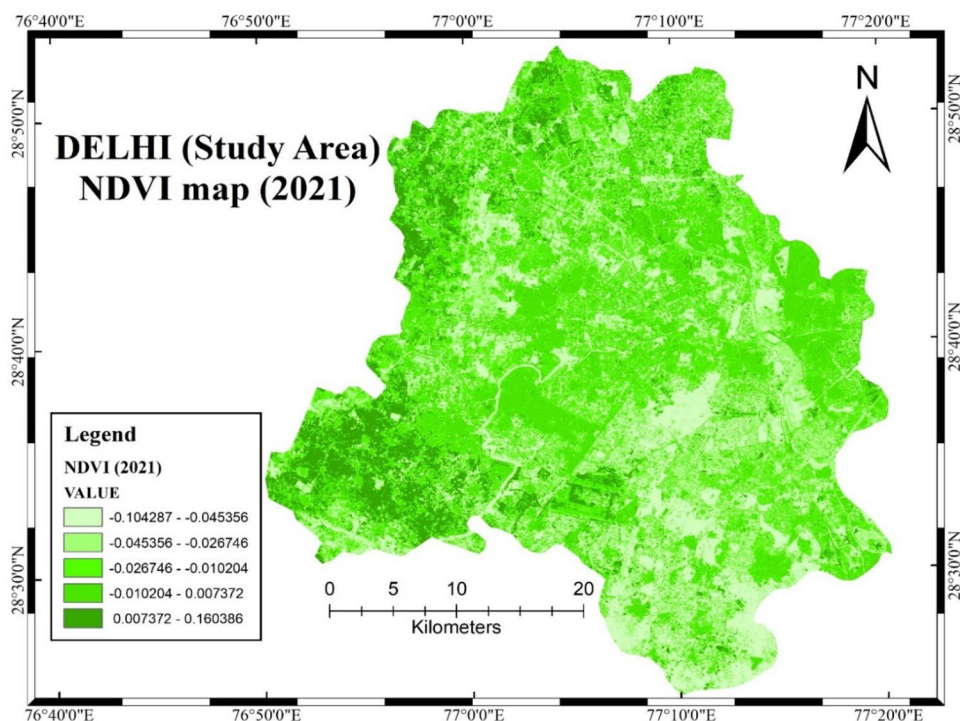 76°40'0"E 76°50'0"E 77°0'0"E 77°10'0"E 77°20'0"E
DELHI (Study Area)
NDVI map (2021)
N
28°50'0"N
28°40'0"N
28°30'0"N
28°50'0"N
28°40'0"N
28°30'0"N
Legend
NDVI (2021)
VALUE
-0.104287 - -0.045356
-0.045356 - -0.026746
-0.026746 - -0.010204
-0.010204 - 0.007372
0.007372 - 0.160386
0 5 10 20
Kilometers
76°40'0"E 76°50'0"E 77°0'0"E 77°10'0"E 77°20'0"E